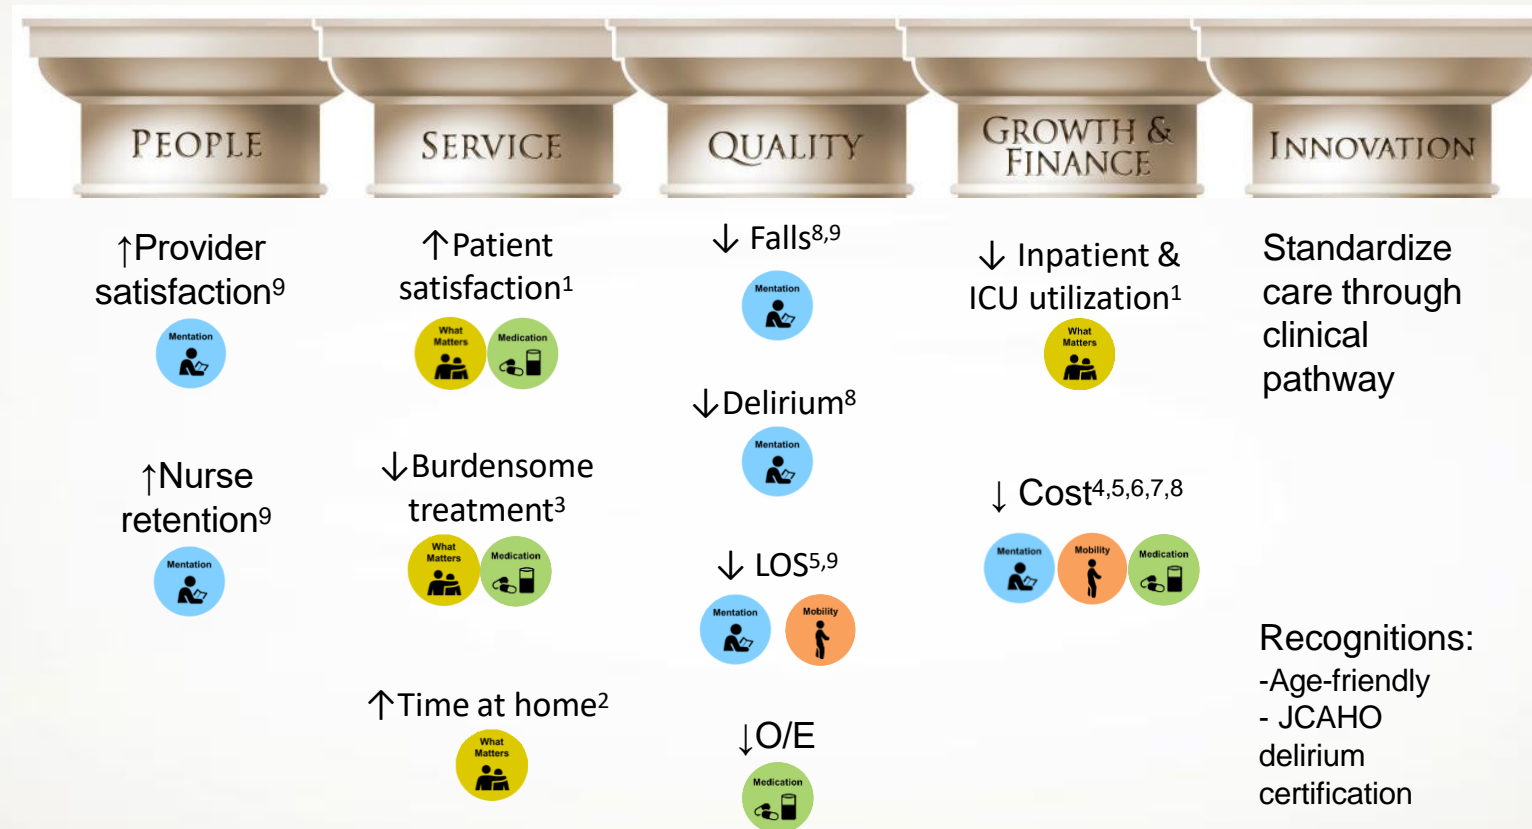 PEOPLE
SERVICE
QUALITY
GROWTH &
FINANCE
INNOVATION
↑Provider
satisfaction⁹
Mentation
↑Nurse
retention⁹
Mentation
↑Patient
satisfaction¹
What
Matters
Medication
↓Burdensome
treatment³
What
Matters
Medication
↑Time at home²
What
Matters
↓ Falls⁸,⁹
Mentation
↓Delirium⁸
Mentation
↓ LOS⁵,⁹
Mentation
Mobility
↓O/E
Medication
↓ Inpatient &
ICU utilization¹
What
Matters
↓ Cost⁴,⁵,⁶,⁷,⁸
Mentation
Mobility
Medication
Standardize
care through
clinical
pathway
Recognitions:
-Age-friendly
- JCAHO
delirium
certification